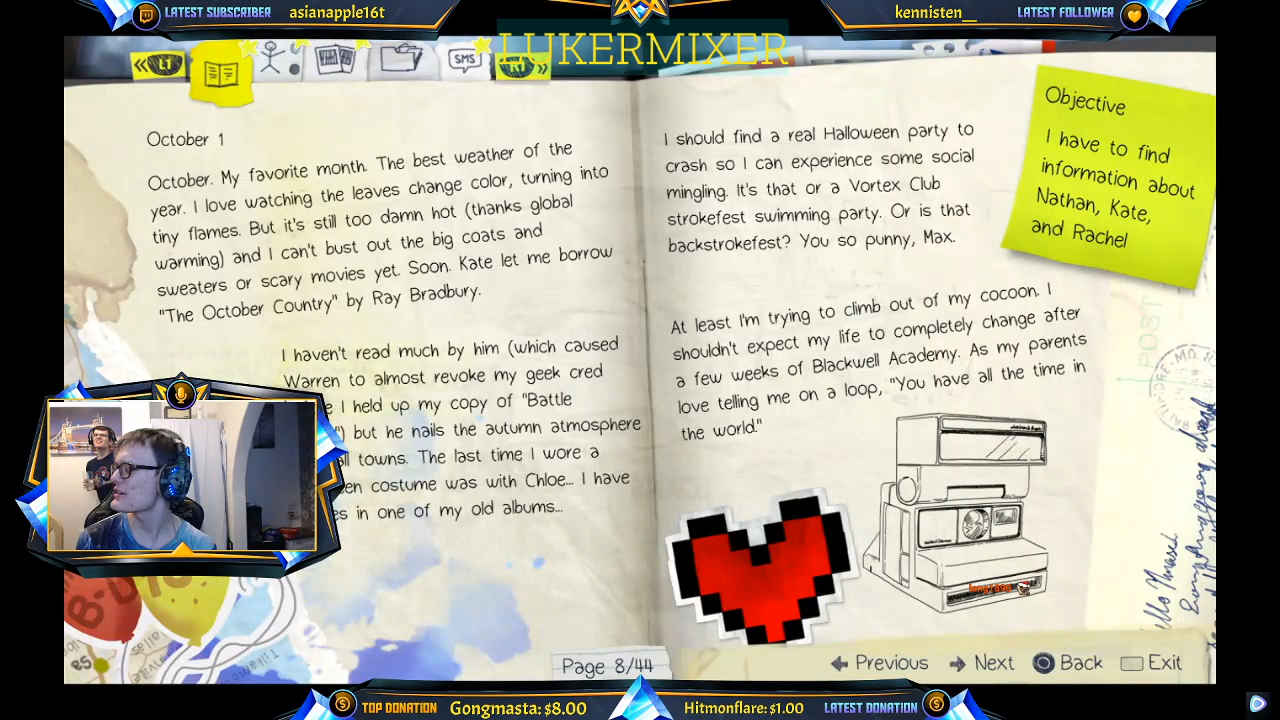 LATEST SUBSCRIBER asianapple16t
kennisten__ LATEST FOLLOWER
LUKERMIXER
« LT
SMS
RT »
October 1
October. My favorite month. The best weather of the
year. I love watching the leaves change color, turning into
tiny flames. But it's still too damn hot (thanks global
warming) and I can't bust out the big coats and
sweaters or scary movies yet. Soon. Kate let me borrow
"The October Country" by Ray Bradbury.
I haven't read much by him (which caused
Warren to almost revoke my geek cred
I held up my copy of "Battle
") but he nails the autumn atmosphere
towns. The last time I wore a
costume was with Chloe... I have
in one of my old albums...
I should find a real Halloween party to
crash so I can experience some social
mingling. It's that or a Vortex Club
strokefest swimming party. Or is that
backstrokefest? You so punny, Max.
At least I'm trying to climb out of my cocoon. I
shouldn't expect my life to completely change after
a few weeks of Blackwell Academy. As my parents
love telling me on a loop, "You have all the time in
the world."
Objective
I have to find
information about
Nathan, Kate,
and Rachel
POST
Page 8/44
Previous
Next
Back
Exit
TOP DONATION Gongmasta: $8.00
Hitmonflare: $1.00 LATEST DONATION